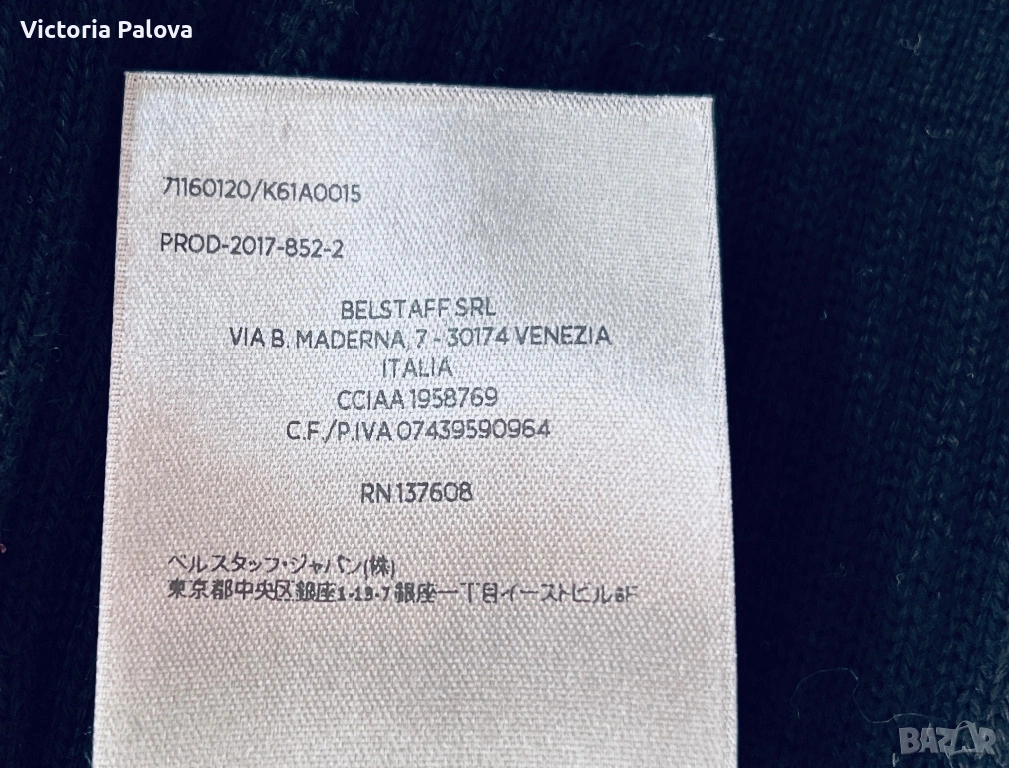 Victoria Palova
71160120/K61A0015
PROD-2017-852-2
BELSTAFF SRL
VIA B. MADERNA, 7 - 30174 VENEZIA
ITALIA
CCIAA 1958769
C.F./P.IVA 07439590964
RN 137608
ベルスタッフ・ジャパン(株)
東京都中央区銀座1-19-7銀座一丁目イーストビル6F
BAZAR